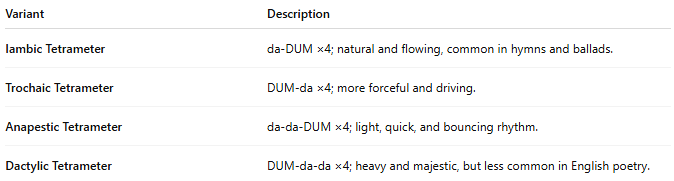 Variant Description
Iambic Tetrameter da-DUM ×4; natural and flowing, common in hymns and ballads.
Trochaic Tetrameter DUM-da ×4; more forceful and driving.
Anapestic Tetrameter da-da-DUM ×4; light, quick, and bouncing rhythm.
Dactylic Tetrameter DUM-da-da ×4; heavy and majestic, but less common in English poetry.